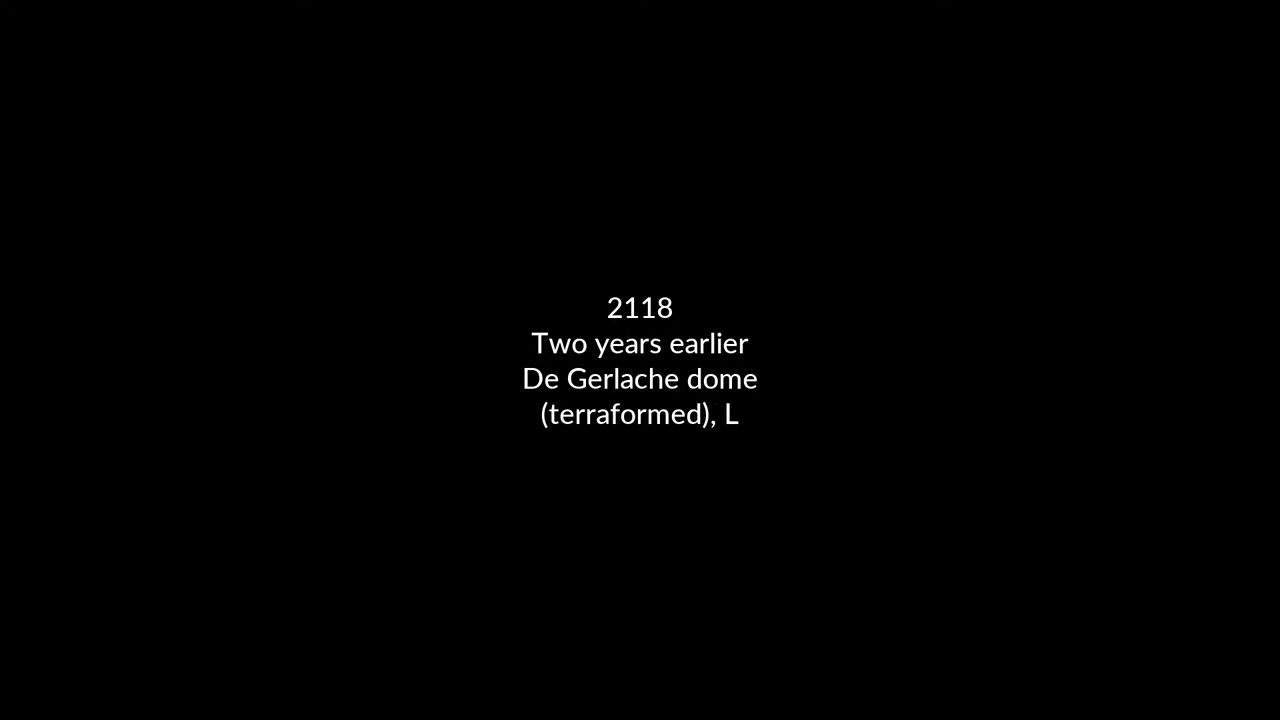 2118
Two years earlier
De Gerlache dome
(terraformed), L